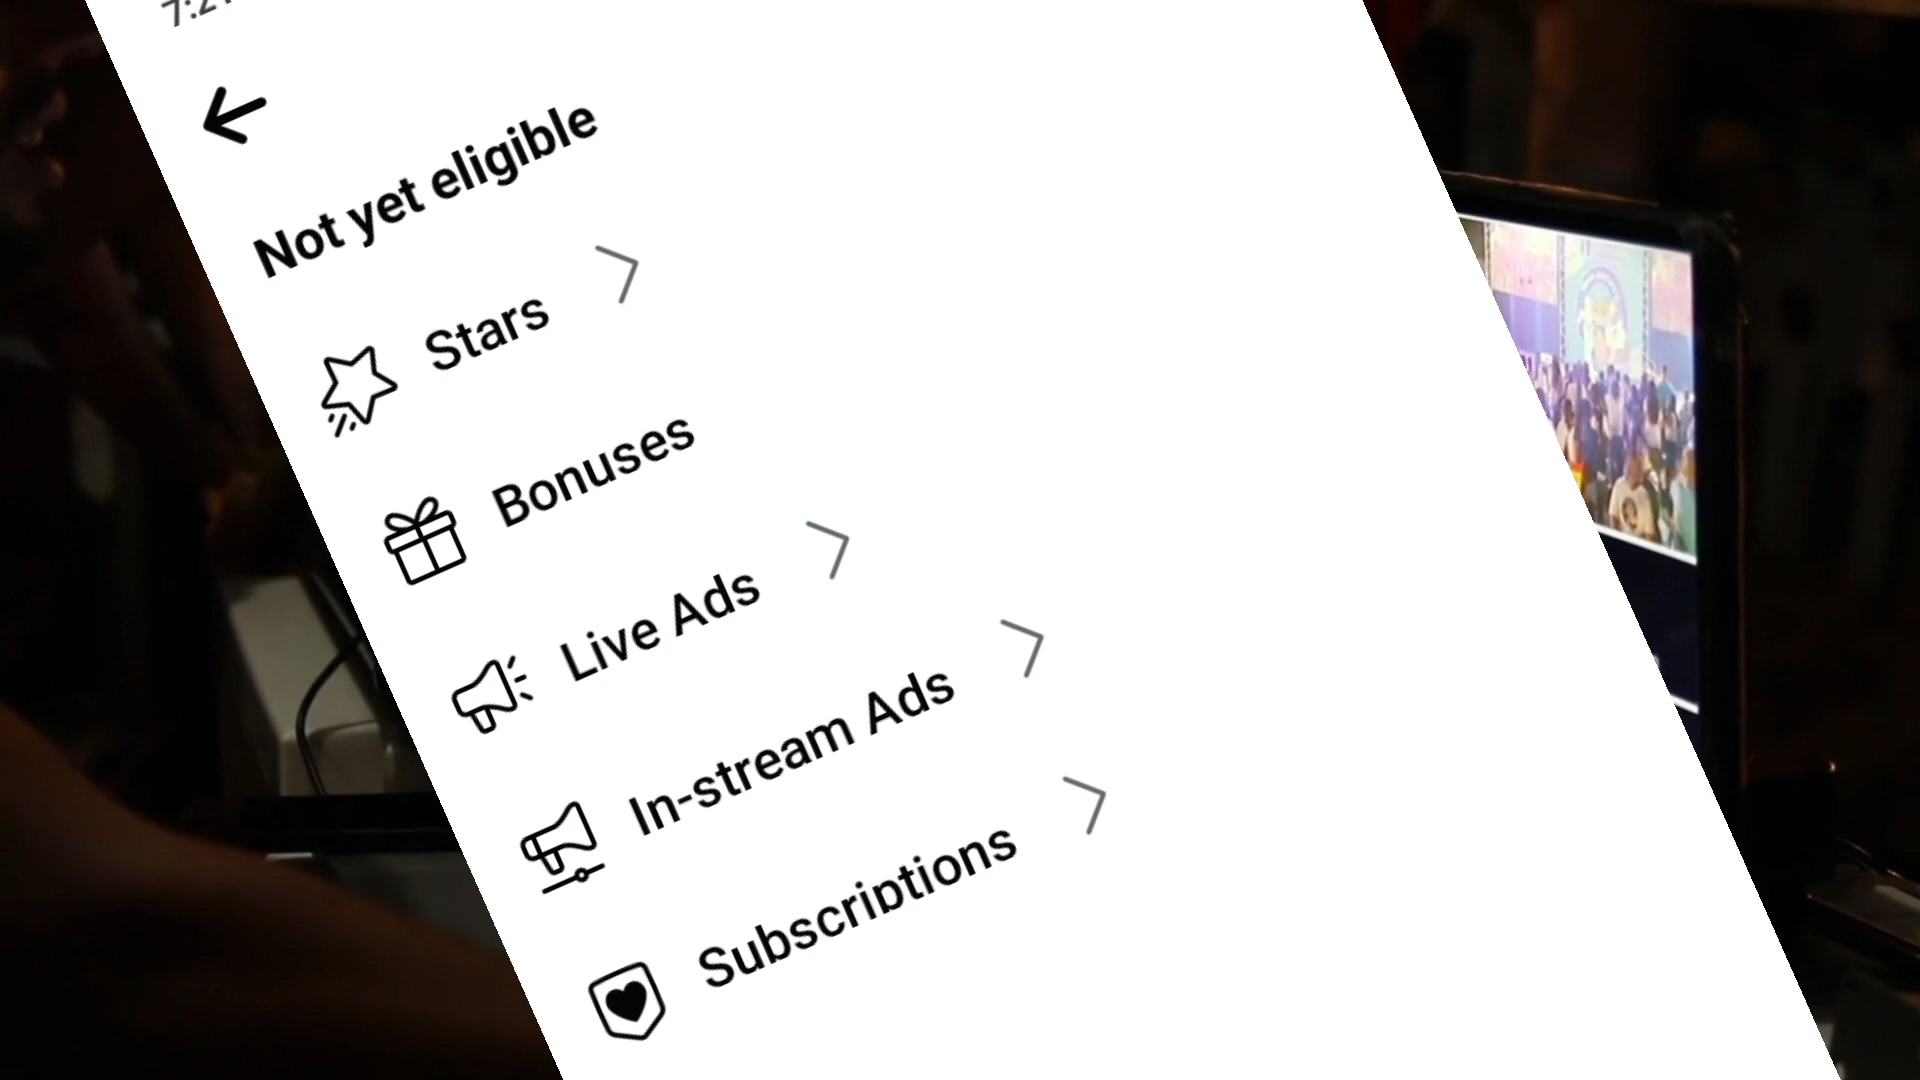 Not yet eligible
Stars
Bonuses
Live Ads
In-stream Ads
Subscriptions